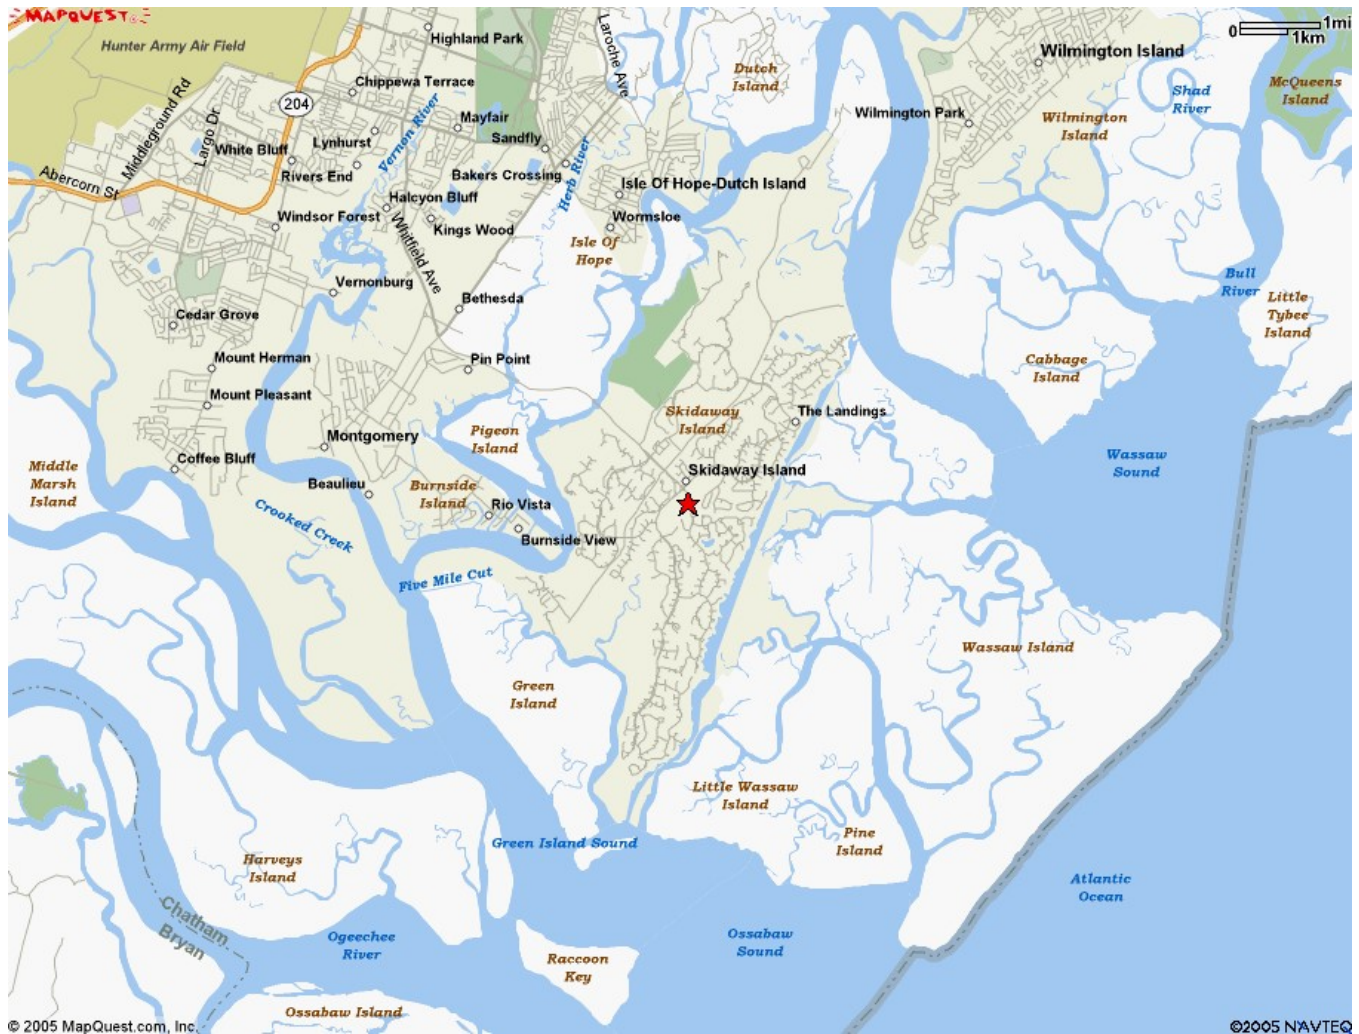 MAPQUEST
Hunter Army Air Field
Highland Park
Laroche Ave
Dutch
Island
Wilmington Island
0
1mi
1km
Chippewa Terrace
204
Middleground Rd
Largo Dr
Vernon River
Mayfair
Sandfly
Wilmington Park
Wilmington
Island
Shad
River
McQueens
Island
White Bluff
Lynhurst
Rivers End
Bakers Crossing
Herb River
Isle Of Hope-Dutch Island
Abercorn St
Halcyon Bluff
Windsor Forest
Whitfield Ave
Kings Wood
Wormsloe
Isle Of
Hope
Vernonburg
Bethesda
Bull
River
Little
Tybee
Island
Cedar Grove
Mount Herman
Pin Point
Cabbage
Island
Mount Pleasant
Skidaway
Island
The Landings
Montgomery
Pigeon
Island
Coffee Bluff
Middle
Marsh
Island
Wassaw
Sound
Skidaway Island
Beaulieu
Burnside
Island
Rio Vista
Crooked Creek
Burnside View
Five Mile Cut
Wassaw Island
Green
Island
Little Wassaw
Island
Pine
Island
Green Island Sound
Harveys
Island
Atlantic
Ocean
Chatham
Bryan
Ogeechee
River
Ossabaw
Sound
Raccoon
Key
Ossabaw Island
© 2005 MapQuest.com, Inc.
©2005 NAVTEQ